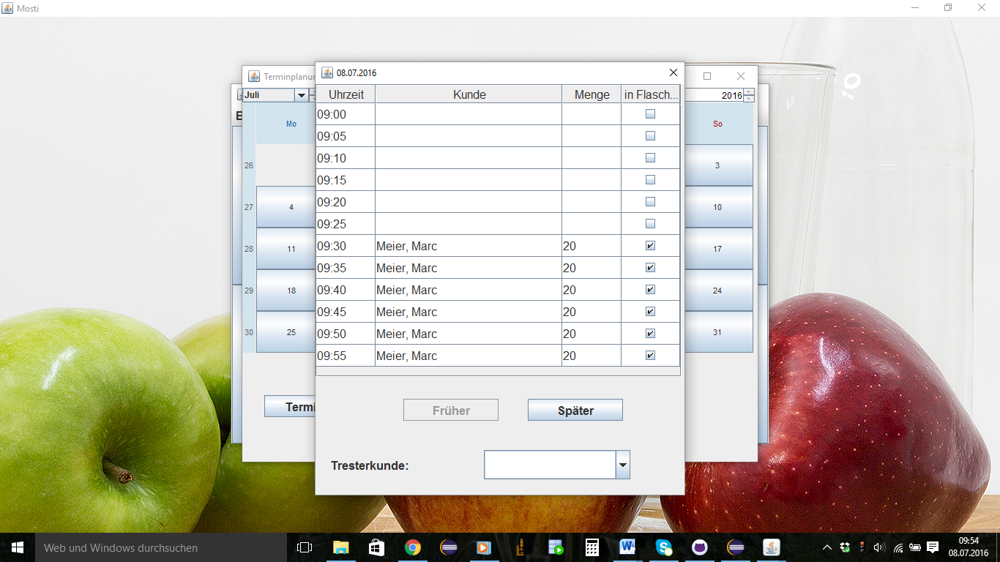 Mosti
Terminplanun
08.07.2016
Juli
2016
B
Mo
So
26
3
27
4
10
28
11
17
29
18
24
30
25
31
Uhrzeit Kunde Menge in Flasch...
09:00
09:05
09:10
09:15
09:20
09:25
09:30 Meier, Marc 20
09:35 Meier, Marc 20
09:40 Meier, Marc 20
09:45 Meier, Marc 20
09:50 Meier, Marc 20
09:55 Meier, Marc 20
Termi
Früher Später
Tresterkunde:
Web und Windows durchsuchen
09:54
08.07.2016